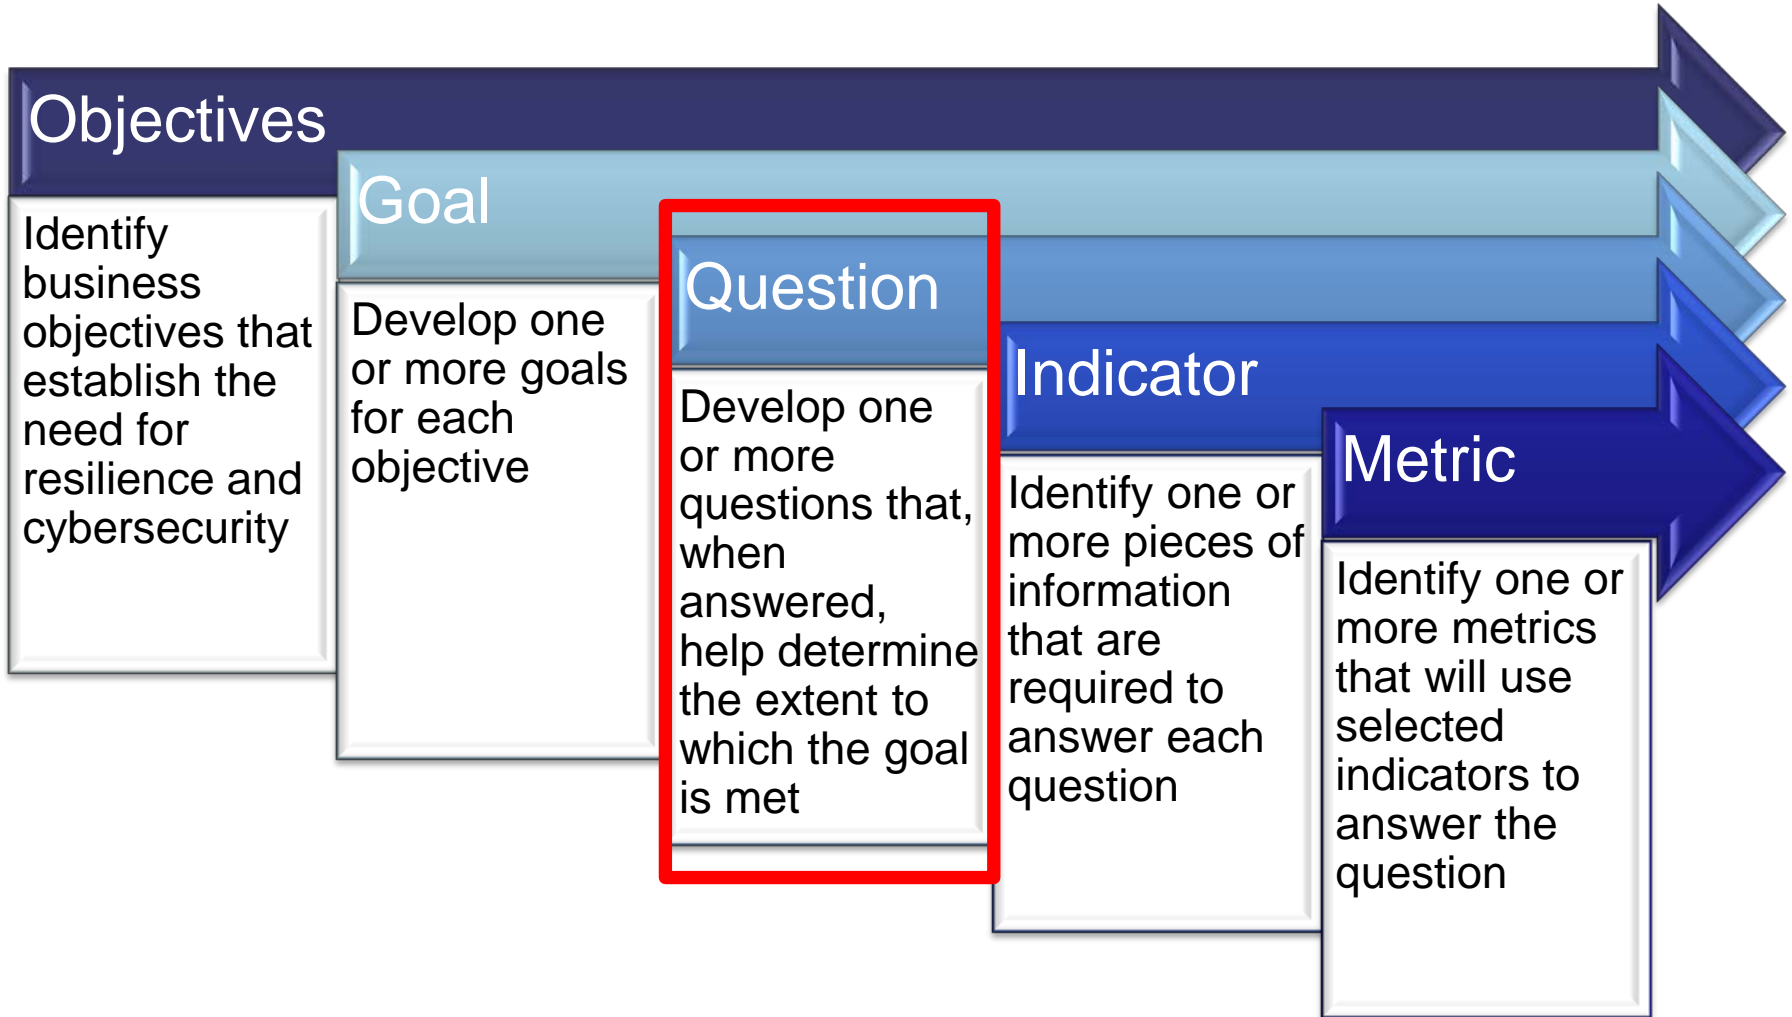 Objectives
Identify
business
objectives that
establish the
need for
resilience and
cybersecurity
Goal
Develop one
or more goals
for each
objective
Question
Develop one
or more
questions that,
when
answered,
help determine
the extent to
which the goal
is met
Indicator
Identify one or
more pieces of
information
that are
required to
answer each
question
Metric
Identify one or
more metrics
that will use
selected
indicators to
answer the
question